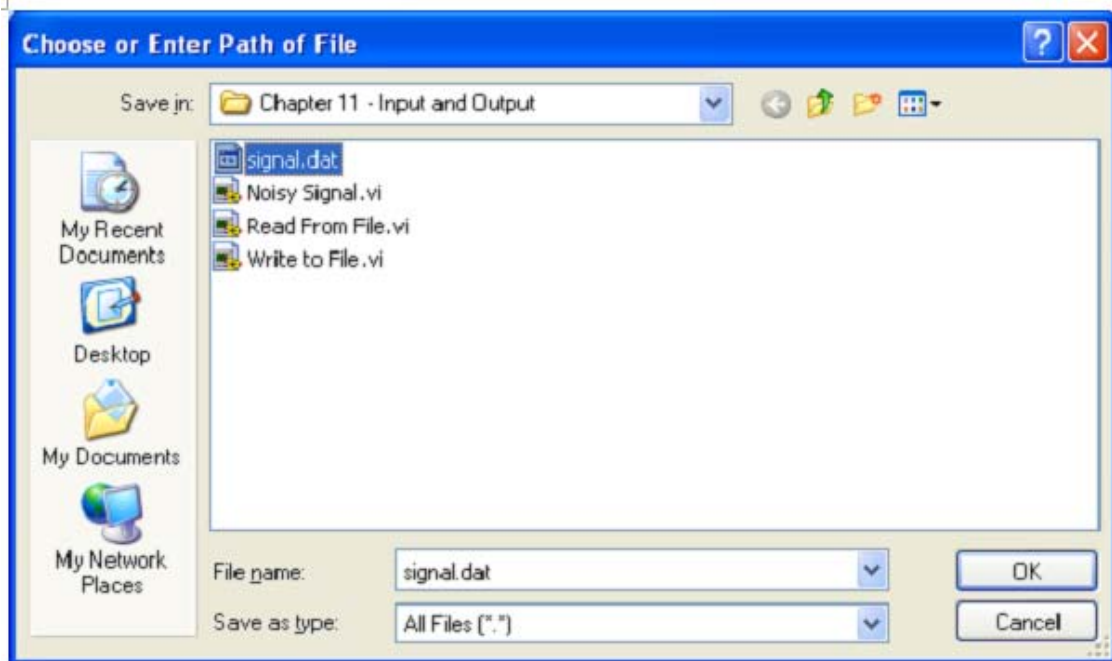 Choose or Enter Path of File
Save in:
Chapter 11 - Input and Output
signal.dat
Noisy Signal.vi
Read From File.vi
Write to File.vi
My Recent
Documents
Desktop
My Documents
My Network
Places
File name:
signal.dat
OK
Save as type:
All Files (*.*)
Cancel